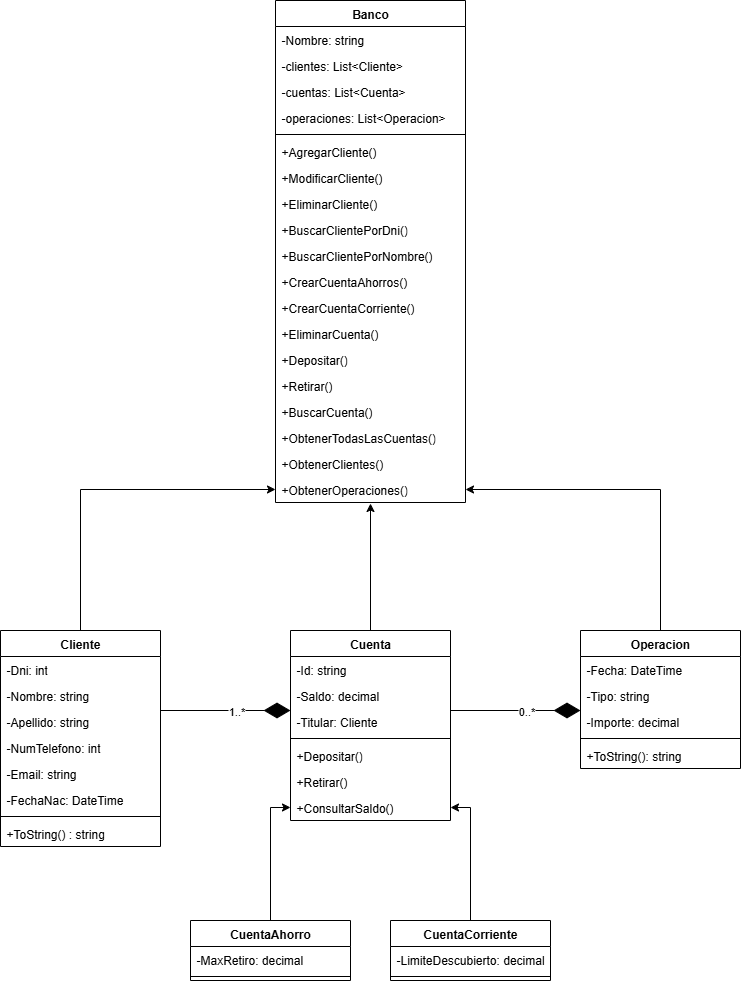 Banco
-Nombre: string
-clientes: List<Cliente>
-cuentas: List<Cuenta>
-operaciones: List<Operacion>
+AgregarCliente()
+ModificarCliente()
+EliminarCliente()
+BuscarClientePorDni()
+BuscarClientePorNombre()
+CrearCuentaAhorros()
+CrearCuentaCorriente()
+EliminarCuenta()
+Depositar()
+Retirar()
+BuscarCuenta()
+ObtenerTodasLasCuentas()
+ObtenerClientes()
+ObtenerOperaciones()
Cliente
-Dni: int
-Nombre: string
-Apellido: string
-NumTelefono: int
-Email: string
-FechaNac: DateTime
+ToString() : string
1..*
Cuenta
-Id: string
-Saldo: decimal
-Titular: Cliente
+Depositar()
+Retirar()
+ConsultarSaldo()
0..*
Operacion
-Fecha: DateTime
-Tipo: string
-Importe: decimal
+ToString(): string
CuentaAhorro
-MaxRetiro: decimal
CuentaCorriente
-LimiteDescubierto: decimal